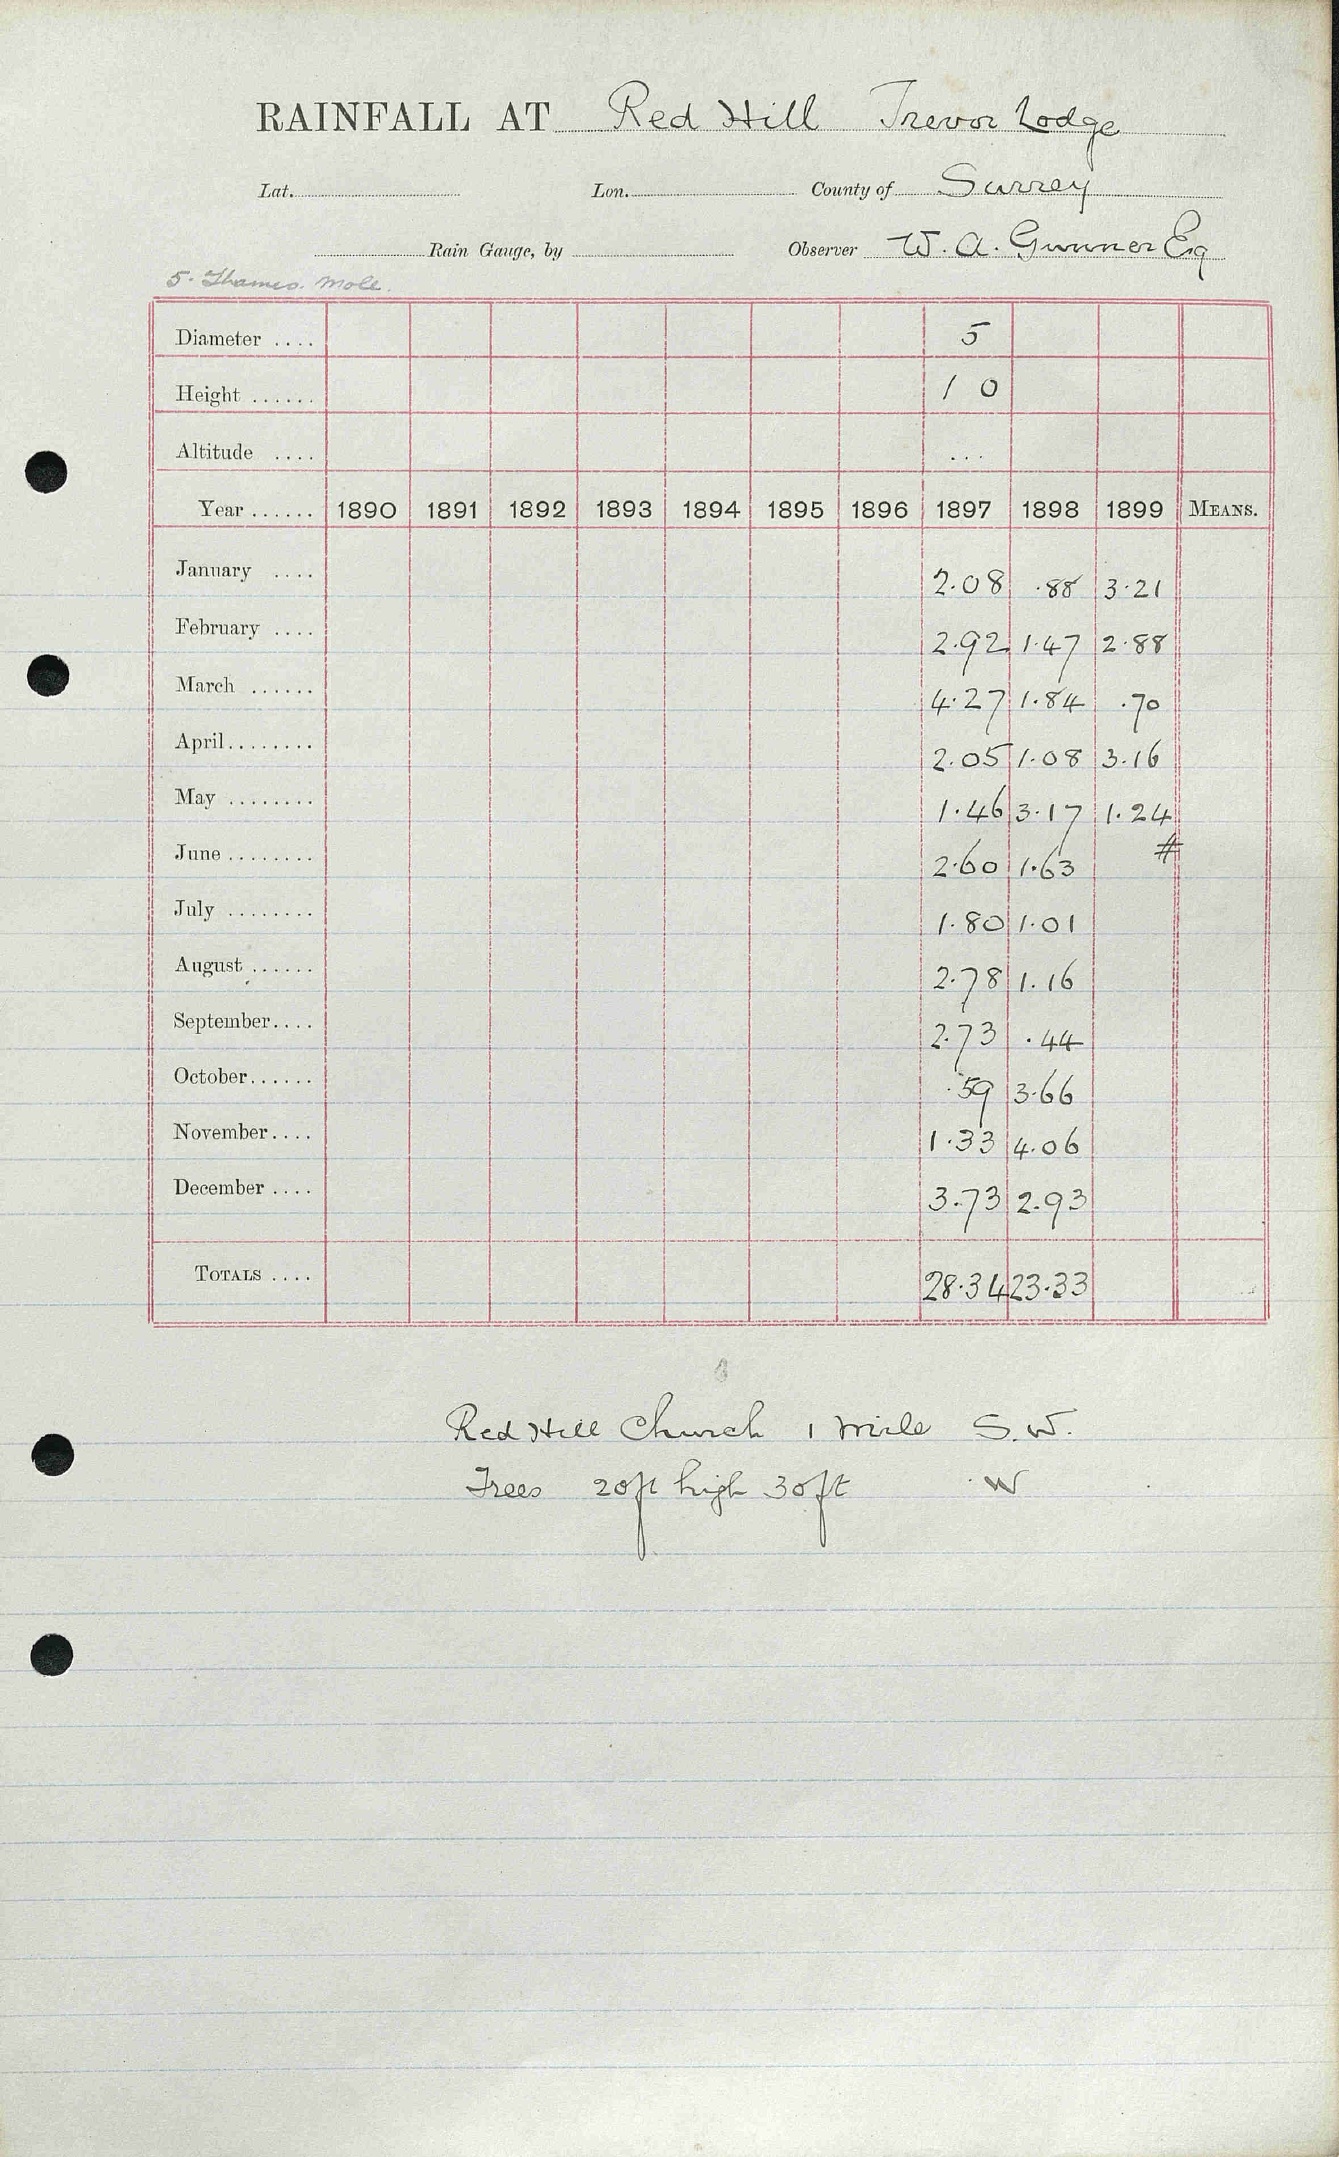 RAINFALL AT Red Hill Trevor Lodge
Lat. Lon. County of Surrey
Rain Gauge, by Observer W. A. Gunner Esq
5. Thames. Mole.
Diameter .... 5
Height ...... 1 0
Altitude .... ...
Year ...... 1890 1891 1892 1893 1894 1895 1896 1897 1898 1899 MEANS.
January .... 2.08 .88 3.21
February .... 2.92 1.47 2.88
March ...... 4.27 1.84 .70
April........ 2.05 1.08 3.16
May ........ 1.46 3.17 1.24
June ........ 2.60 1.63 #
July ........ 1.80 1.01
August ...... 2.78 1.16
September.... 2.73 .44
October...... .59 3.66
November.... 1.33 4.06
December .... 3.73 2.93
TOTALS .... 28.34 23.33
Red Hill Church 1 mile S.W.
Trees 20ft high 30ft W